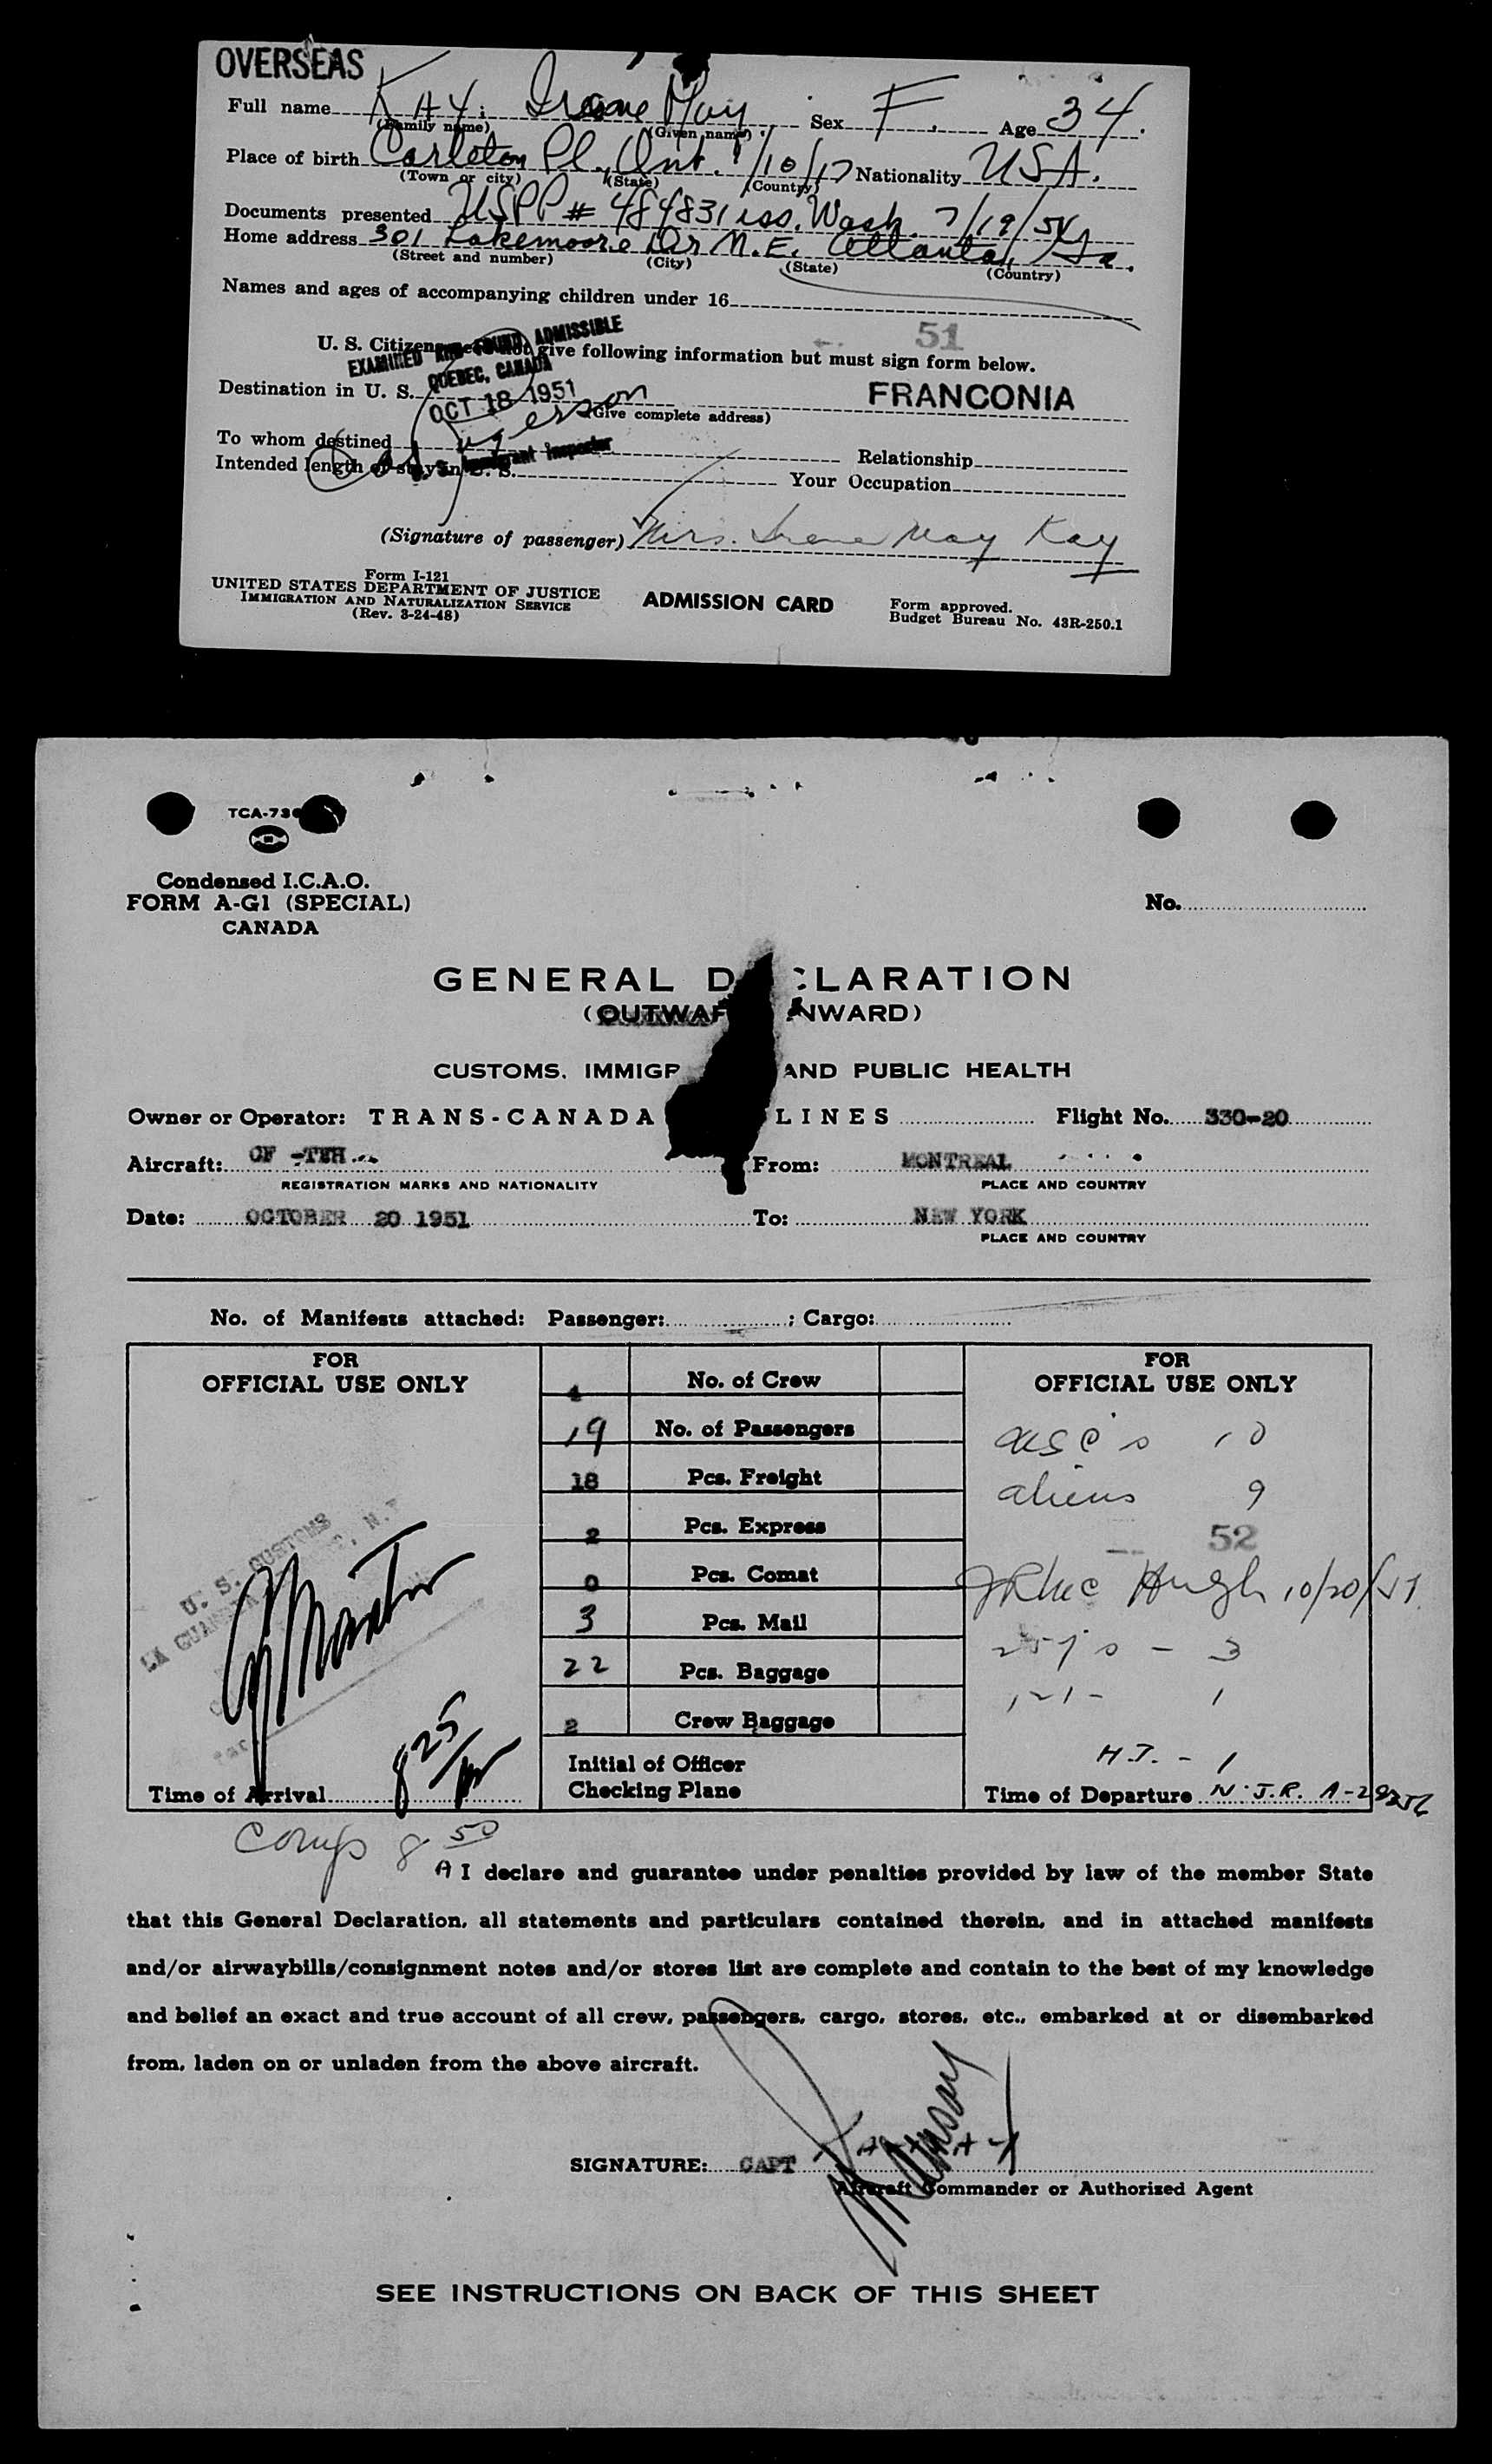 OVERSEAS
Full name KAY; Irene May Sex F. Age 34.
(Family name) (Given name)
Place of birth Carleton Pl., Ont. 1/10/17 Nationality USA.
(Town or city) (State) (Country)
Documents presented USPP # 484831 iss. Wash. 7/19/51
Home address 301 Lakemoore Dr N.E. Atlanta, Ga.
(Street and number) (City) (State) (Country)
Names and ages of accompanying children under 16
51
U. S. Citizens need not give following information but must sign form below.
EXAMINED AND FOUND ADMISSIBLE
QUEBEC, CANADA
OCT 18 1951
Immigrant Inspector
Destination in U. S. FRANCONIA
(Give complete address)
To whom destined Relationship
Intended length of stay in U. S. Your Occupation
(Signature of passenger) Mrs. Irene May Kay
Form I-121
UNITED STATES DEPARTMENT OF JUSTICE
IMMIGRATION AND NATURALIZATION SERVICE
(Rev. 3-24-48)
ADMISSION CARD
Form approved.
Budget Bureau No. 43R-250.1
TCA-73
Condensed I.C.A.O.
FORM A-G1 (SPECIAL)
CANADA
No.
GENERAL D CLARATION
(OUTWAR NWARD)
CUSTOMS, IMMIGR AND PUBLIC HEALTH
Owner or Operator: TRANS-CANADA LINES Flight No. 330-20
Aircraft: CF -TEH From: MONTREAL
REGISTRATION MARKS AND NATIONALITY PLACE AND COUNTRY
Date: OCTOBER 20 1951 To: NEW YORK
PLACE AND COUNTRY
No. of Manifests attached: Passenger: ; Cargo:
FOR
OFFICIAL USE ONLY
U. S. CUSTOMS
LA GUARDIA
Time of Arrival 8 25
4 No. of Crew
19 No. of Passengers
18 Pcs. Freight
2 Pcs. Express
0 Pcs. Comat
3 Pcs. Mail
22 Pcs. Baggage
2 Crew Baggage
Initial of Officer
Checking Plane
FOR
OFFICIAL USE ONLY
USC's 10
aliens 9
52
JR McHugh 10/20/51
257's - 3
121- 1
H.J. - 1
Time of Departure N.J.R. A-
Comp 8 50 A
I declare and guarantee under penalties provided by law of the member State
that this General Declaration, all statements and particulars contained therein, and in attached manifests
and/or airwaybills/consignment notes and/or stores list are complete and contain to the best of my knowledge
and belief an exact and true account of all crew, passengers, cargo, stores, etc., embarked at or disembarked
from, laden on or unladen from the above aircraft.
SIGNATURE: CAPT
Aircraft Commander or Authorized Agent
SEE INSTRUCTIONS ON BACK OF THIS SHEET